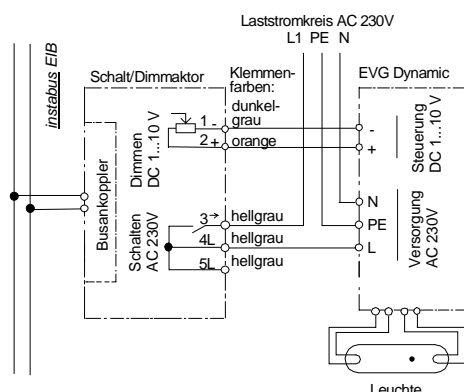 Laststromkreis AC 230V
L1 PE N
instabus EIB
Schalt/Dimmaktor
Klemmen-
farben:
EVG Dynamic
Busankoppler
Dimmen
DC 1...10 V
1 -
dunkel-
grau
2 +
orange
-
+
Steuerung
DC 1...10 V
Schalten
AC 230V
3
hellgrau
4L
hellgrau
5L
hellgrau
N
PE
L
Versorgung
AC 230V
Leuchte